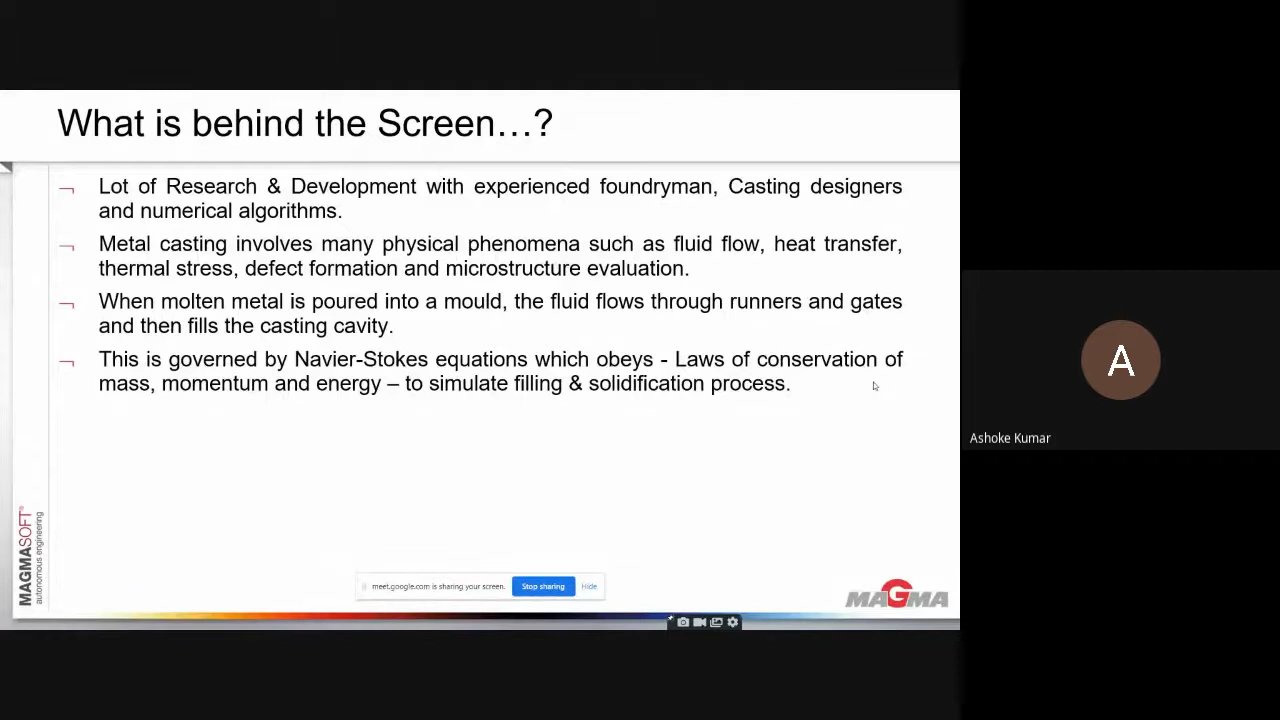 What is behind the Screen...?
Lot of Research & Development with experienced foundryman, Casting designers
and numerical algorithms.
Metal casting involves many physical phenomena such as fluid flow, heat transfer,
thermal stress, defect formation and microstructure evaluation.
When molten metal is poured into a mould, the fluid flows through runners and gates
and then fills the casting cavity.
This is governed by Navier-Stokes equations which obeys - Laws of conservation of
mass, momentum and energy – to simulate filling & solidification process.
MAGMASOFT®
autonomous engineering
meet.google.com is sharing your screen.
Stop sharing
Hide
MAGMA
A
Ashoke Kumar